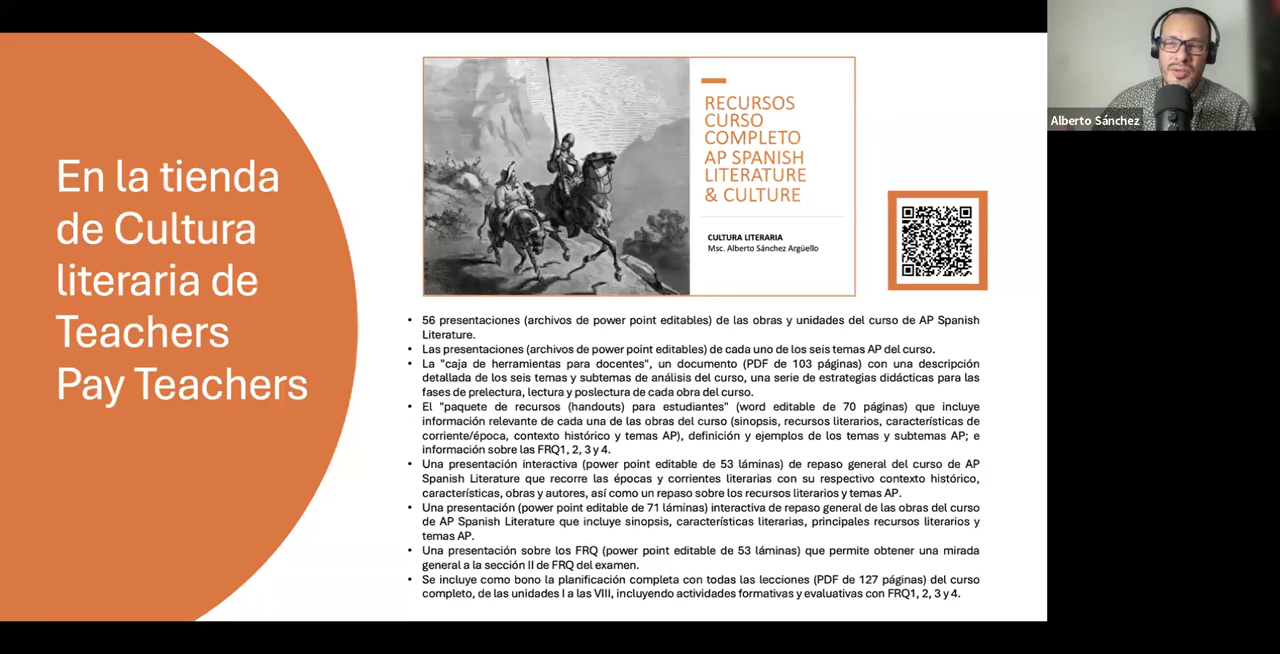 En la tienda
de Cultura
literaria de
Teachers
Pay Teachers
RECURSOS
CURSO
COMPLETO
AP SPANISH
LITERATURE
& CULTURE
CULTURA LITERARIA
Msc. Alberto Sánchez Argüello
• 56 presentaciones (archivos de power point editables) de las obras y unidades del curso de AP Spanish
Literature.
• Las presentaciones (archivos de power point editables) de cada uno de los seis temas AP del curso.
• La "caja de herramientas para docentes", un documento (PDF de 103 páginas) con una descripción
detallada de los seis temas y subtemas de análisis del curso, una serie de estrategias didácticas para las
fases de prelectura, lectura y poslectura de cada obra del curso.
• El "paquete de recursos (handouts) para estudiantes" (word editable de 70 páginas) que incluye
información relevante de cada una de las obras del curso (sinopsis, recursos literarios, características de
corriente/época, contexto histórico y temas AP), definición y ejemplos de los temas y subtemas AP; e
información sobre las FRQ1, 2, 3 y 4.
• Una presentación interactiva (power point editable de 53 láminas) de repaso general del curso de AP
Spanish Literature que recorre las épocas y corrientes literarias con su respectivo contexto histórico,
características, obras y autores, así como un repaso sobre los recursos literarios y temas AP.
• Una presentación (power point editable de 71 láminas) interactiva de repaso general de las obras del curso
de AP Spanish Literature que incluye sinopsis, características literarias, principales recursos literarios y
temas AP.
• Una presentación sobre los FRQ (power point editable de 53 láminas) que permite obtener una mirada
general a la sección II de FRQ del examen.
• Se incluye como bono la planificación completa con todas las lecciones (PDF de 127 páginas) del curso
completo, de las unidades I a las VIII, incluyendo actividades formativas y evaluativas con FRQ1, 2, 3 y 4.
Alberto Sánchez